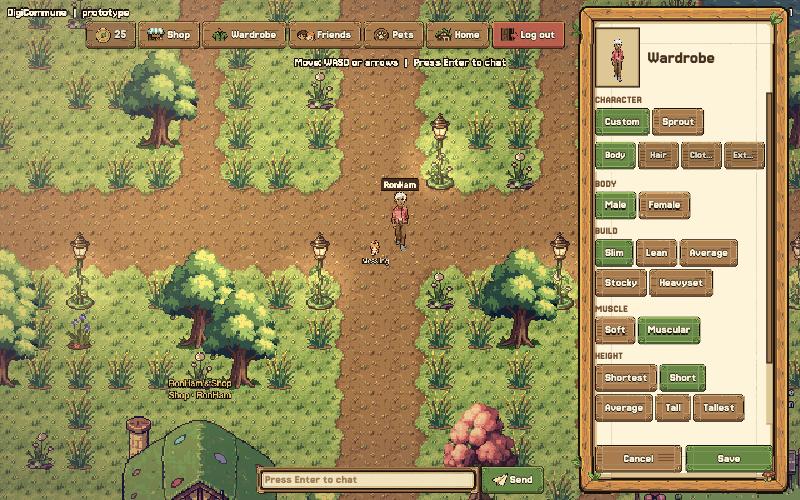 DigiCommune | prototype
25
Shop
Wardrobe
Friends
Pets
Home
Log out
Move: WASD or arrows | Press Enter to chat
RonHam
RonHam's Shop
Shop · RonHam
Press Enter to chat
Send
Wardrobe
CHARACTER
Custom
Sprout
Body
Hair
Clot...
Ext...
BODY
Male
Female
BUILD
Slim
Lean
Average
Stocky
Heavyset
MUSCLE
Soft
Muscular
HEIGHT
Shortest
Short
Average
Tall
Tallest
Cancel
Save